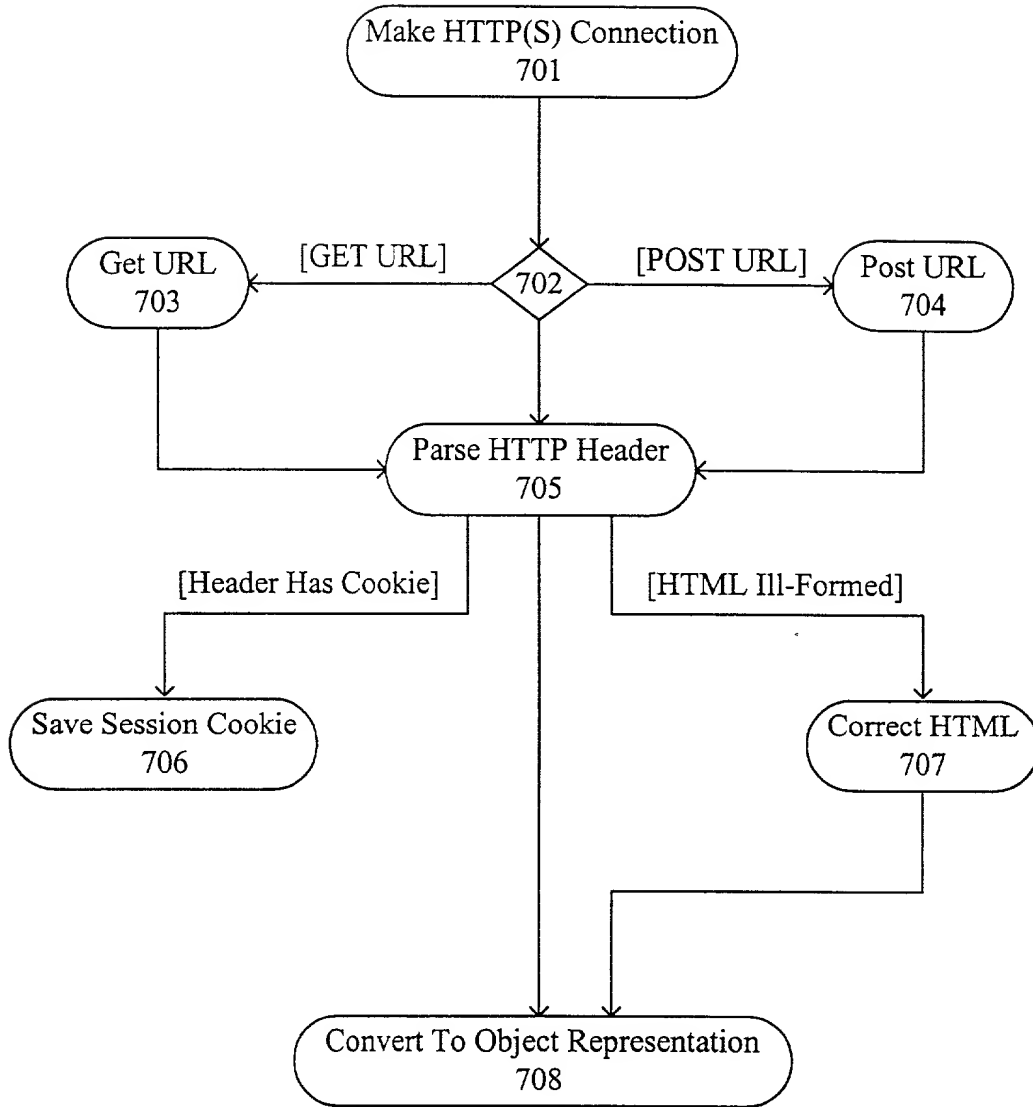 Make HTTP(S) Connection
701
[GET URL]
[POST URL]
Get URL
703
702
Post URL
704
Parse HTTP Header
705
[Header Has Cookie]
[HTML Ill-Formed]
Save Session Cookie
706
Correct HTML
707
Convert To Object Representation
708